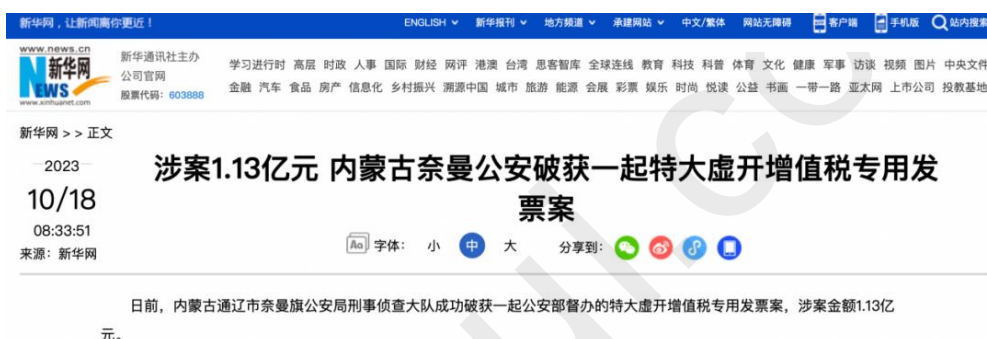 新华网，让新闻离你更近！ ENGLISH 新华报刊 地方频道 承建网站 中文/繁体 网站无障碍 客户端 手机版 站内搜索
www.news.cn
新华网
NEWS
www.xinhuanet.com
新华通讯社主办
公司官网
股票代码：603888
学习进行时 高层 时政 人事 国际 财经 网评 港澳 台湾 思客智库 全球连线 教育 科技 科普 体育 文化 健康 军事 访谈 视频 图片 中央文件
金融 汽车 食品 房产 信息化 乡村振兴 溯源中国 城市 旅游 能源 会展 彩票 娱乐 时尚 悦读 公益 书画 一带一路 亚太网 上市公司 投教基地
新华网 > > 正文
2023
10/18
08:33:51
来源：新华网
涉案1.13亿元 内蒙古奈曼公安破获一起特大虚开增值税专用发
票案
Aa 字体： 小 中 大 分享到：
日前，内蒙古通辽市奈曼旗公安局刑事侦查大队成功破获一起公安部督办的特大虚开增值税专用发票案，涉案金额1.13亿
元。